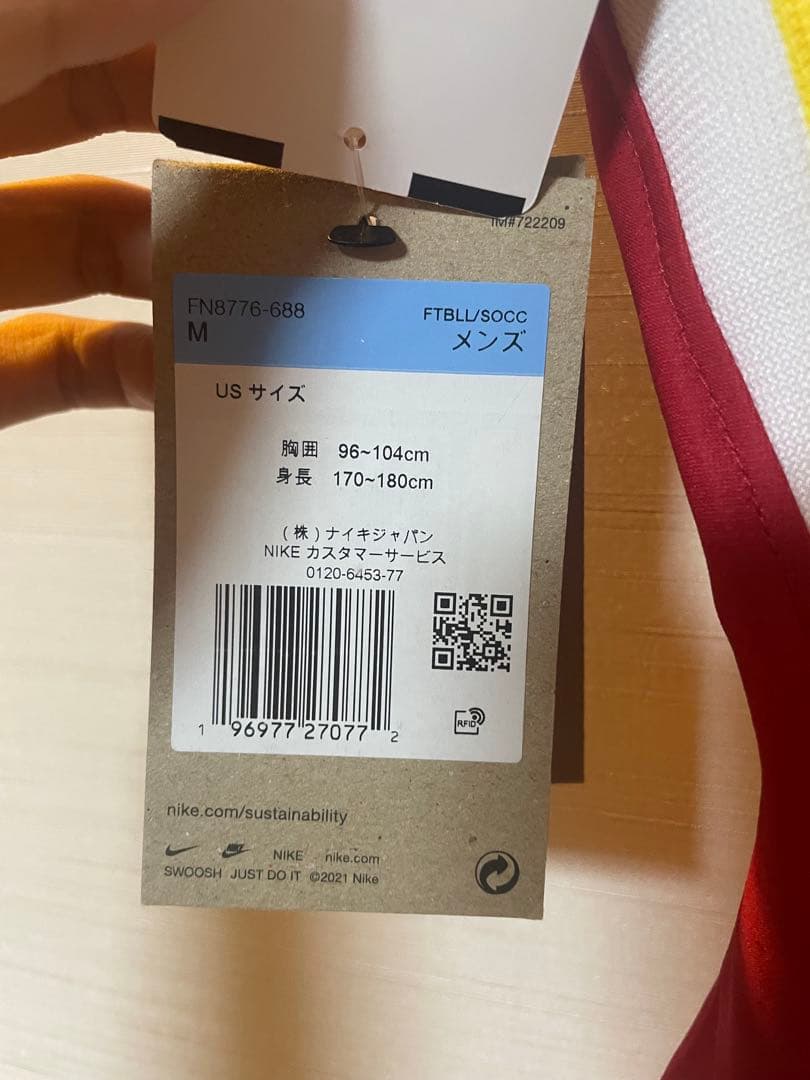 IM#722209
FN8776-688
M
FTBLL/SOCC
メンズ
US サイズ
胸囲 96~104cm
身長 170~180cm
(株)ナイキジャパン
NIKE カスタマーサービス
0120-6453-77
1 96977 27077 2
RFID
nike.com/sustainability
NIKE nike.com
SWOOSH JUST DO IT ©2021 Nike